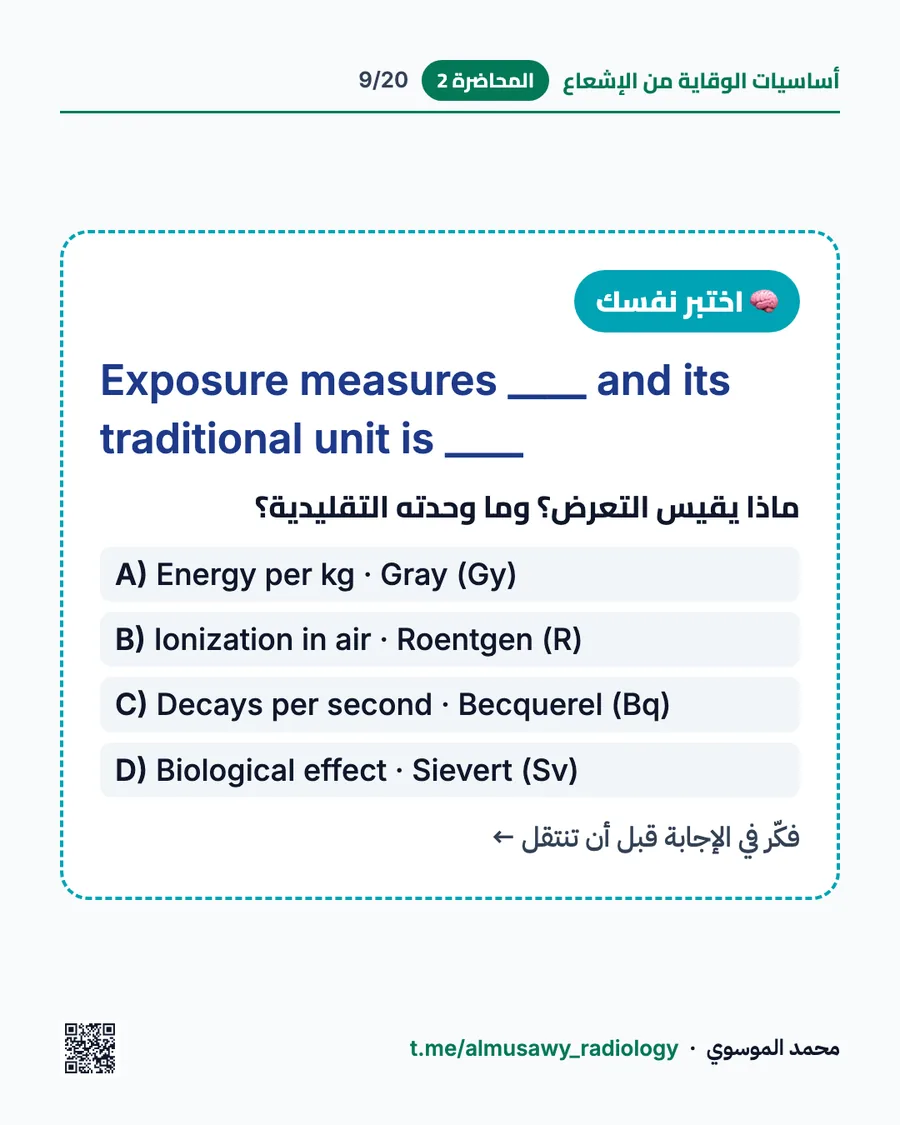 أساسيات الوقاية من الإشعاع المحاضرة 2 9/20
🧠 اختبر نفسك
Exposure measures ____ and its
traditional unit is ____
ماذا يقيس التعرض؟ وما وحدته التقليدية؟
A) Energy per kg · Gray (Gy)
B) Ionization in air · Roentgen (R)
C) Decays per second · Becquerel (Bq)
D) Biological effect · Sievert (Sv)
فكّر في الإجابة قبل أن تنتقل ←
محمد الموسوي · t.me/almusawy_radiology